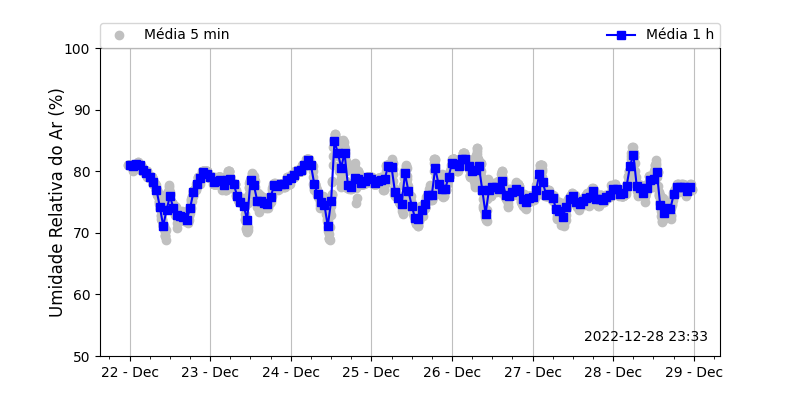 Média 5 min
Média 1 h
Umidade Relativa do Ar (%)
100
90
80
70
60
50
2022-12-28 23:33
22 - Dec
23 - Dec
24 - Dec
25 - Dec
26 - Dec
27 - Dec
28 - Dec
29 - Dec